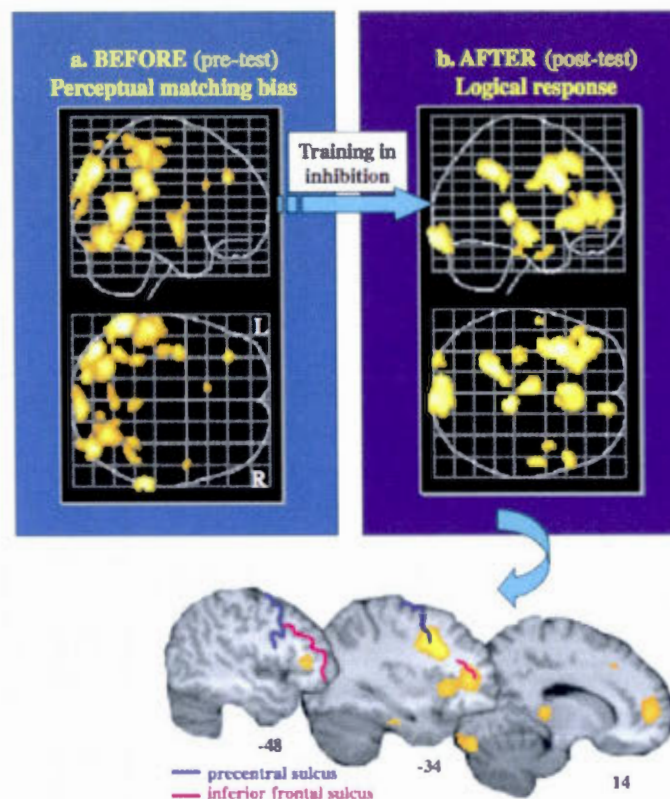 a. BEFORE (pre-test)
Perceptual matching bias
b. AFTER (post-test)
Logical response
Training in
inhibition
L
R
-48
-34
14
precentral sulcus
inferior frontal sulcus